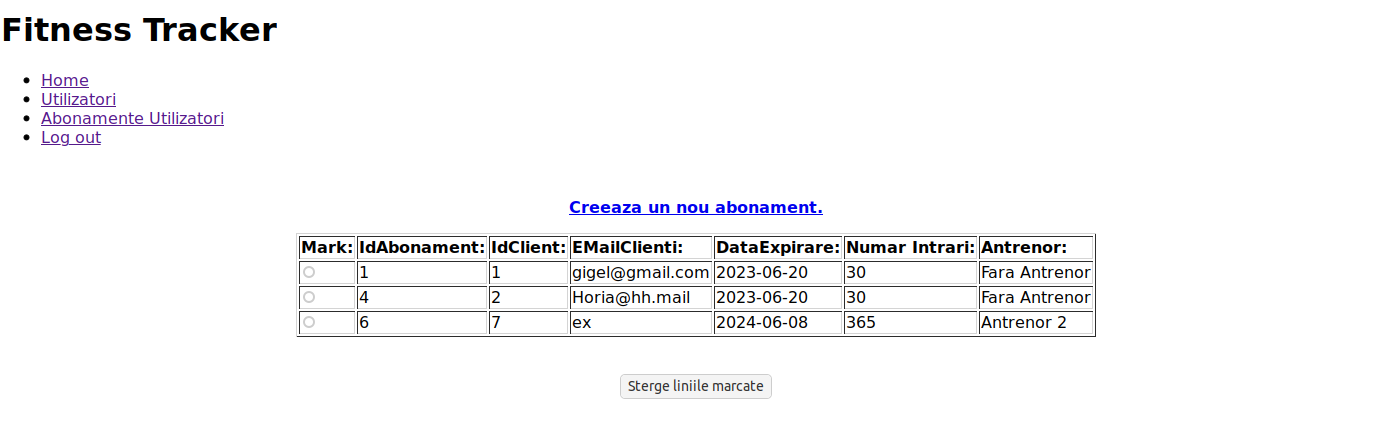 Fitness Tracker
Home
Utilizatori
Abonamente Utilizatori
Log out
Creeaza un nou abonament.
Mark: IdAbonament: IdClient: EMailClienti: DataExpirare: Numar Intrari: Antrenor:
1 1 gigel@gmail.com 2023-06-20 30 Fara Antrenor
4 2 Horia@hh.mail 2023-06-20 30 Fara Antrenor
6 7 ex 2024-06-08 365 Antrenor 2
Sterge liniile marcate